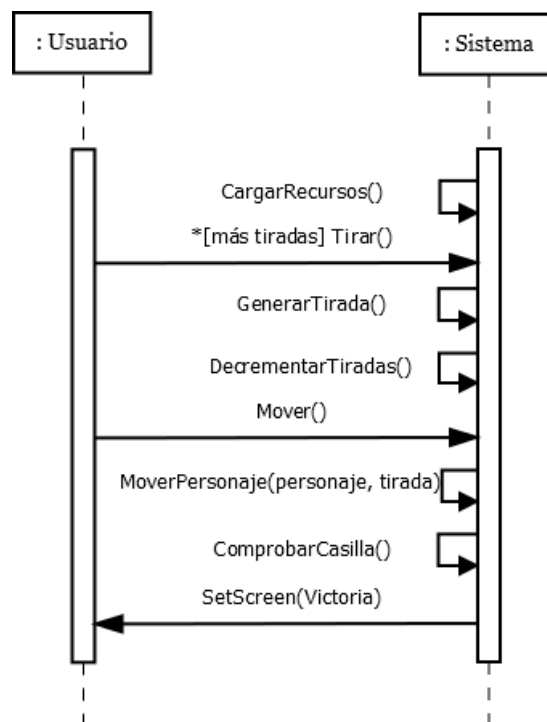 : Usuario
: Sistema
CargarRecursos()
*[más tiradas] Tirar()
GenerarTirada()
DecrementarTiradas()
Mover()
MoverPersonaje(personaje, tirada)
ComprobarCasilla()
SetScreen(Victoria)